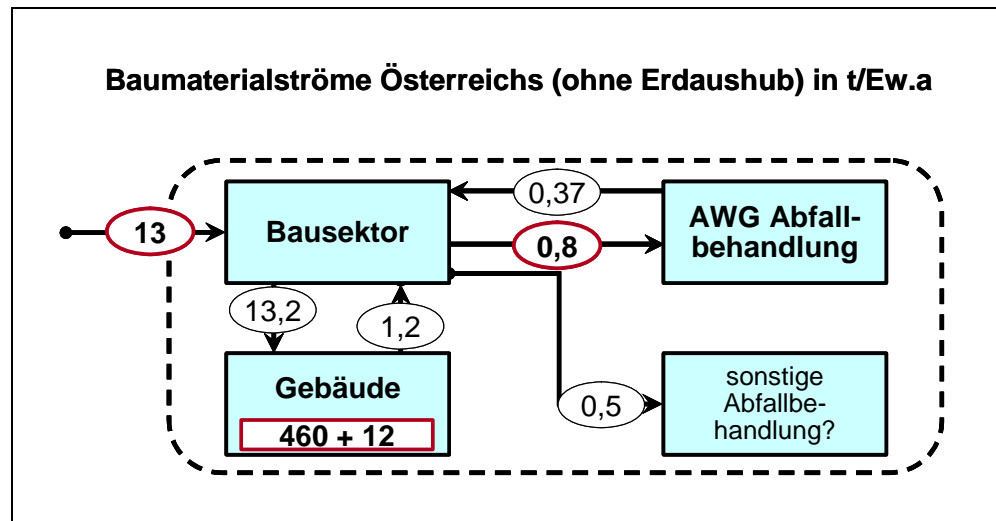 Baumaterialströme Österreichs (ohne Erdaushub) in t/Ew.a
0,37
13
Bausektor
0,8
AWG Abfall-
behandlung
13,2
1,2
Gebäude
460 + 12
0,5
sonstige
Abfallbe-
handlung?